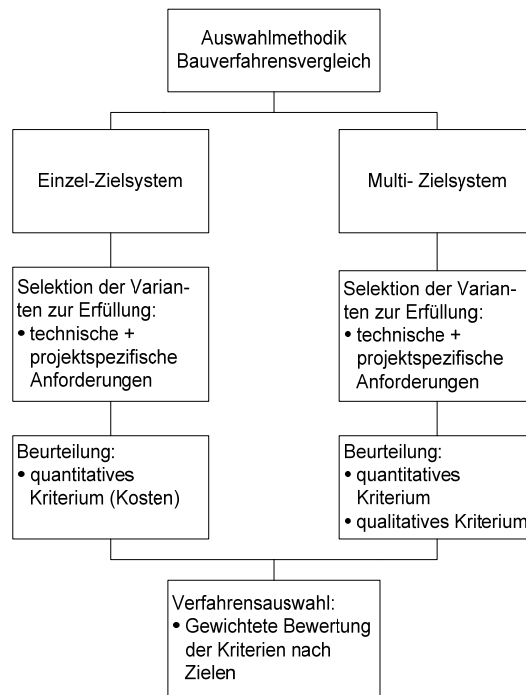 Auswahlmethodik
Bauverfahrensvergleich
Einzel-Zielsystem
Multi- Zielsystem
Selektion der Varian-
ten zur Erfüllung:
• technische +
projektspezifische
Anforderungen
Selektion der Varian-
ten zur Erfüllung:
• technische +
projektspezifische
Anforderungen
Beurteilung:
• quantitatives
Kriterium (Kosten)
Beurteilung:
• quantitatives
Kriterium
• qualitatives Kriterium
Verfahrensauswahl:
• Gewichtete Bewertung
der Kriterien nach
Zielen